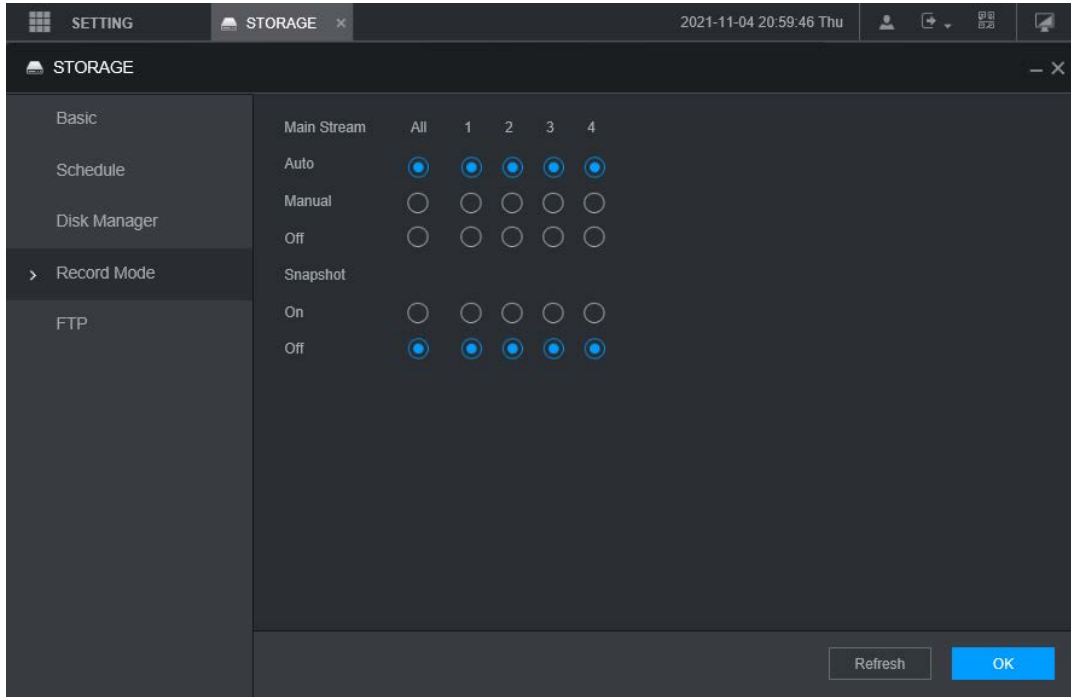 SETTING STORAGE × 2021-11-04 20:59:46 Thu
STORAGE
Basic
Schedule
Disk Manager
Record Mode
FTP
Main Stream All 1 2 3 4
Auto
Manual
Off
Snapshot
On
Off
Refresh OK